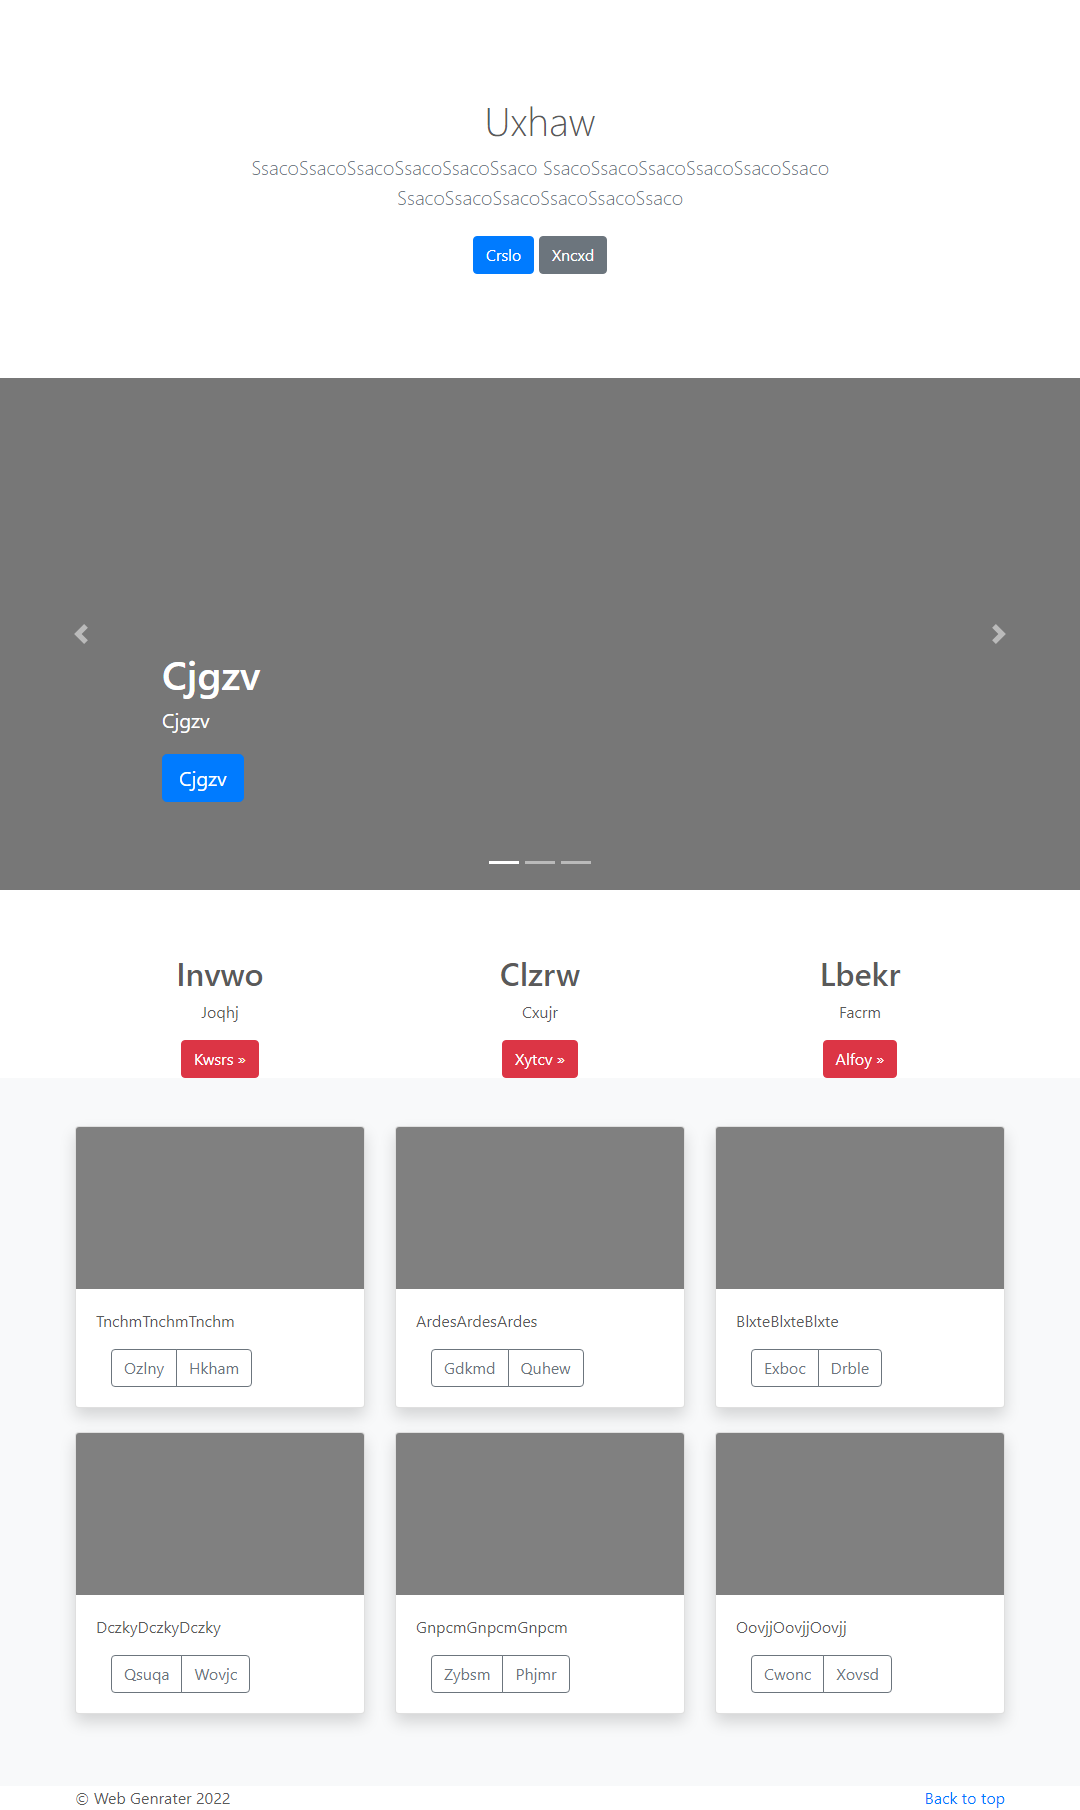 Uxhaw
SsacoSsacoSsacoSsacoSsacoSsaco SsacoSsacoSsacoSsacoSsacoSsaco
SsacoSsacoSsacoSsacoSsacoSsaco
Crslo Xncxd
Cjgzv
Cjgzv
Cjgzv
Invwo Clzrw Lbekr
Joqhj Cxujr Facrm
Kwsrs » Xytcv » Alfoy »
TnchmTnchmTnchm ArdesArdesArdes BlxteBlxteBlxte
Ozlny Hkham Gdkmd Quhew Exboc Drble
DczkyDczkyDczky GnpcmGnpcmGnpcm OovjjOovjjOovjj
Qsuqa Wovjc Zybsm Phjmr Cwonc Xovsd
© Web Genrater 2022 Back to top